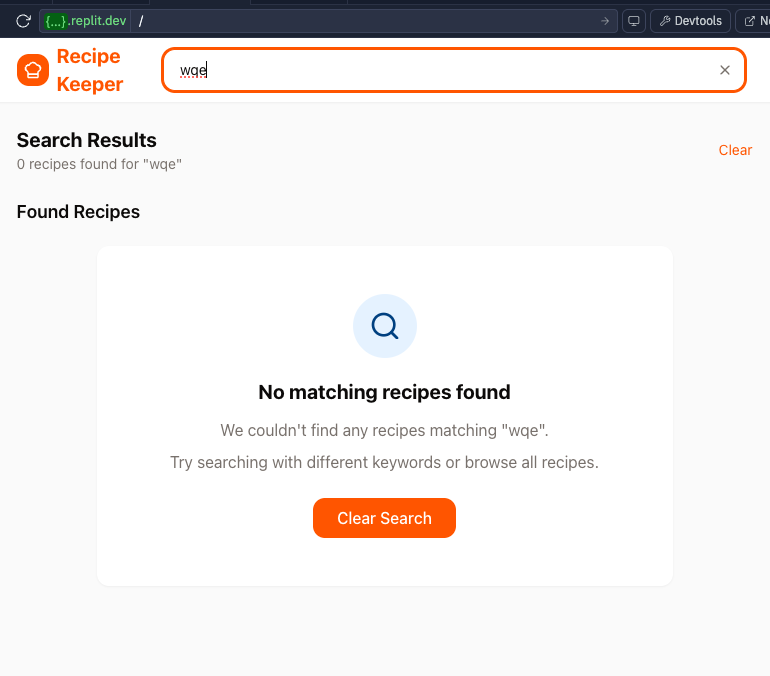 {...}.replit.dev /
Devtools
Recipe
Keeper
wqe
Search Results
0 recipes found for "wqe"
Clear
Found Recipes
No matching recipes found
We couldn't find any recipes matching "wqe".
Try searching with different keywords or browse all recipes.
Clear Search